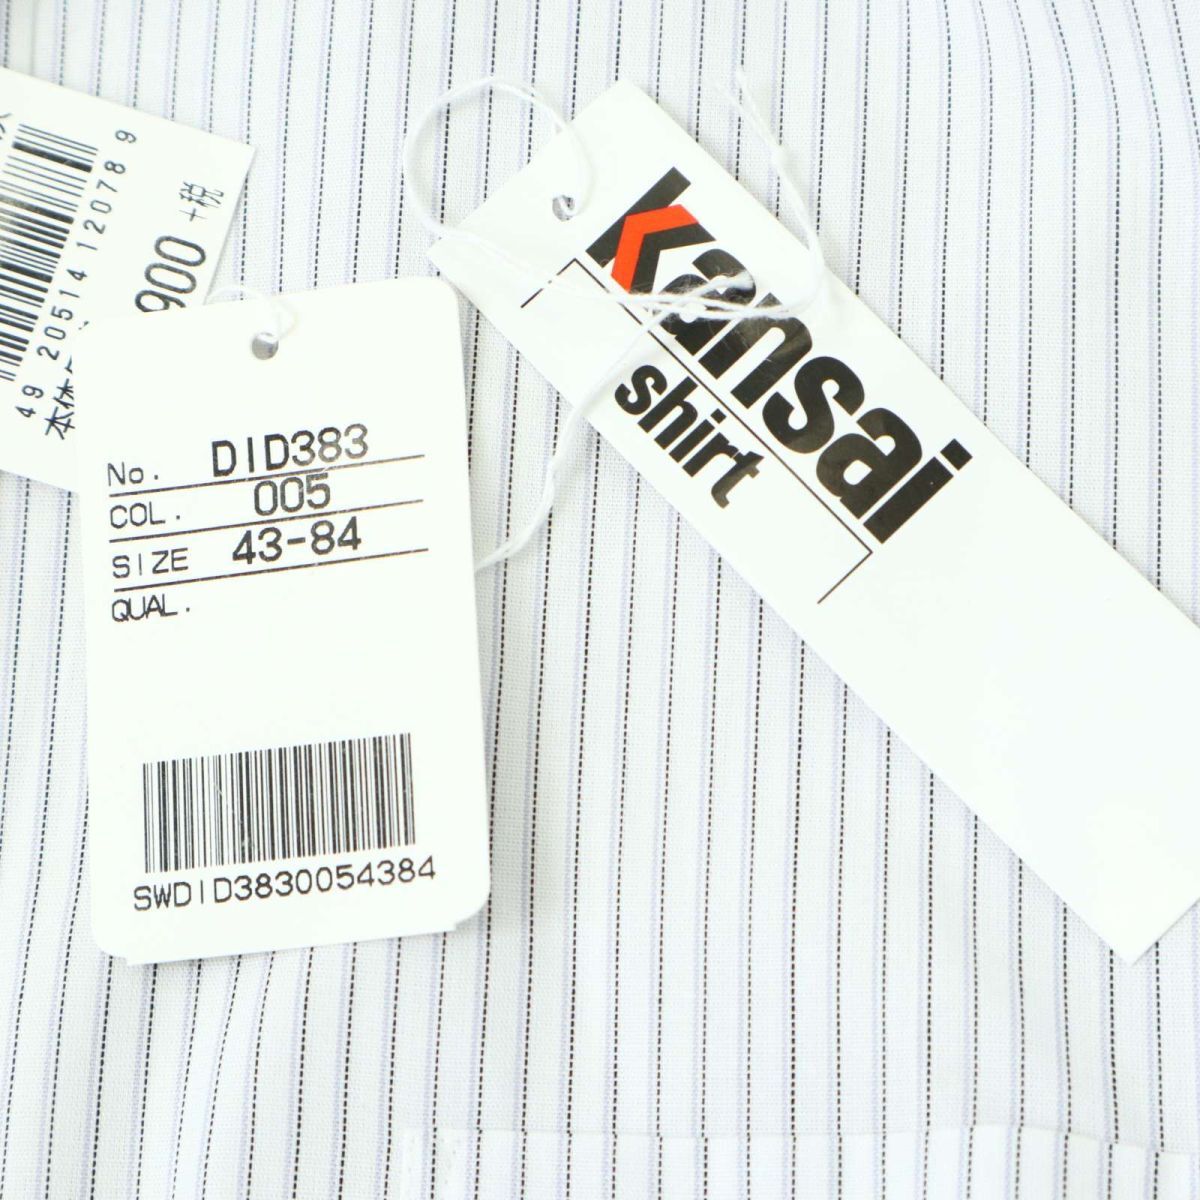 49 20514 12078 9
900 +税
No. DID383
COL. 005
SIZE 43-84
QUAL.
SWDID3830054384
kansai
shirt